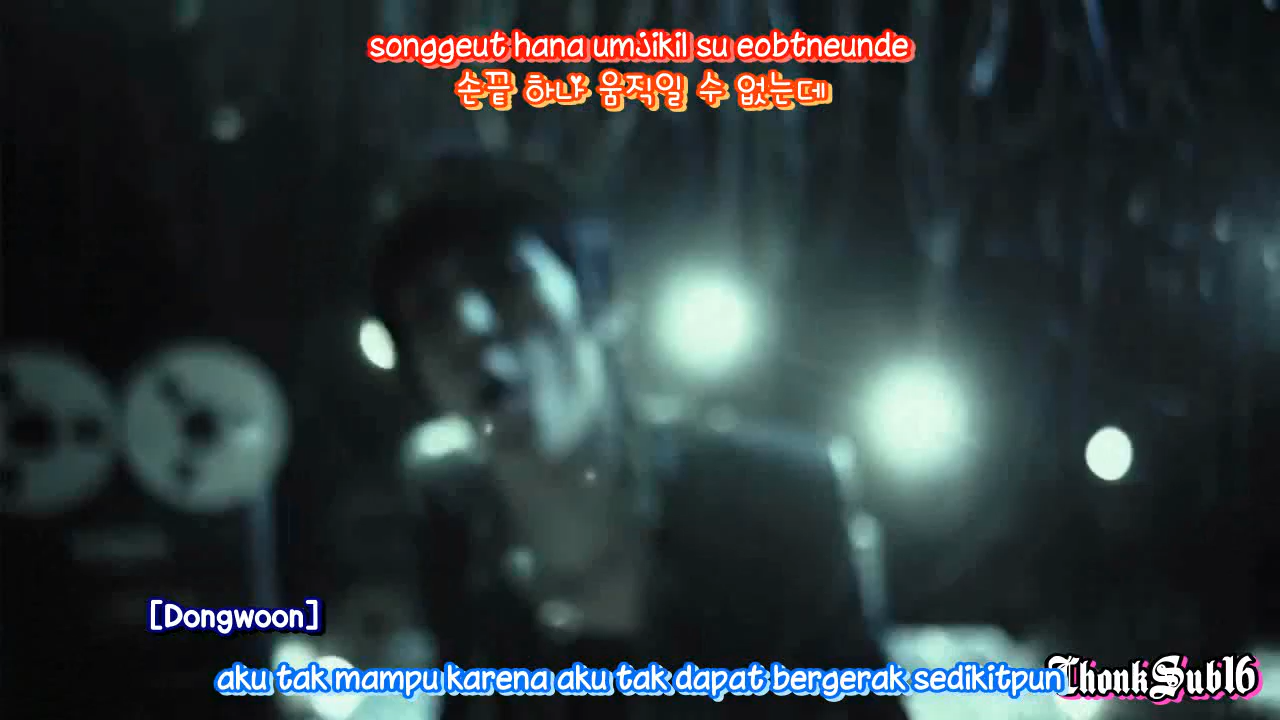 songgeut hana umjikil su eobtneunde
손끝 하나 움직일 수 없는데
[Dongwoon]
aku tak mampu karena aku tak dapat bergerak sedikitpun
ThonkSub16